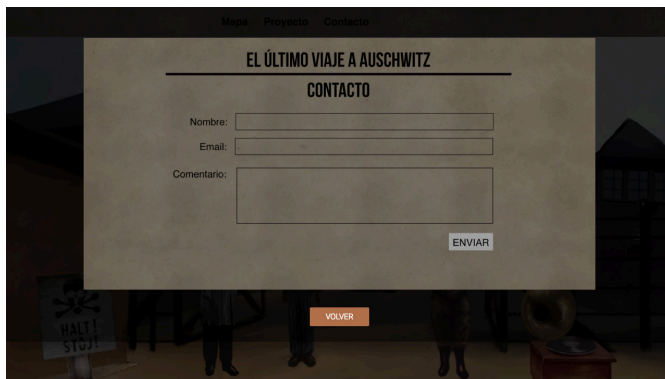 Mapa Proyecto Contacto
EL ÚLTIMO VIAJE A AUSCHWITZ
CONTACTO
Nombre:
Email:
Comentario:
ENVIAR
VOLVER
HALT!
STÓJ!